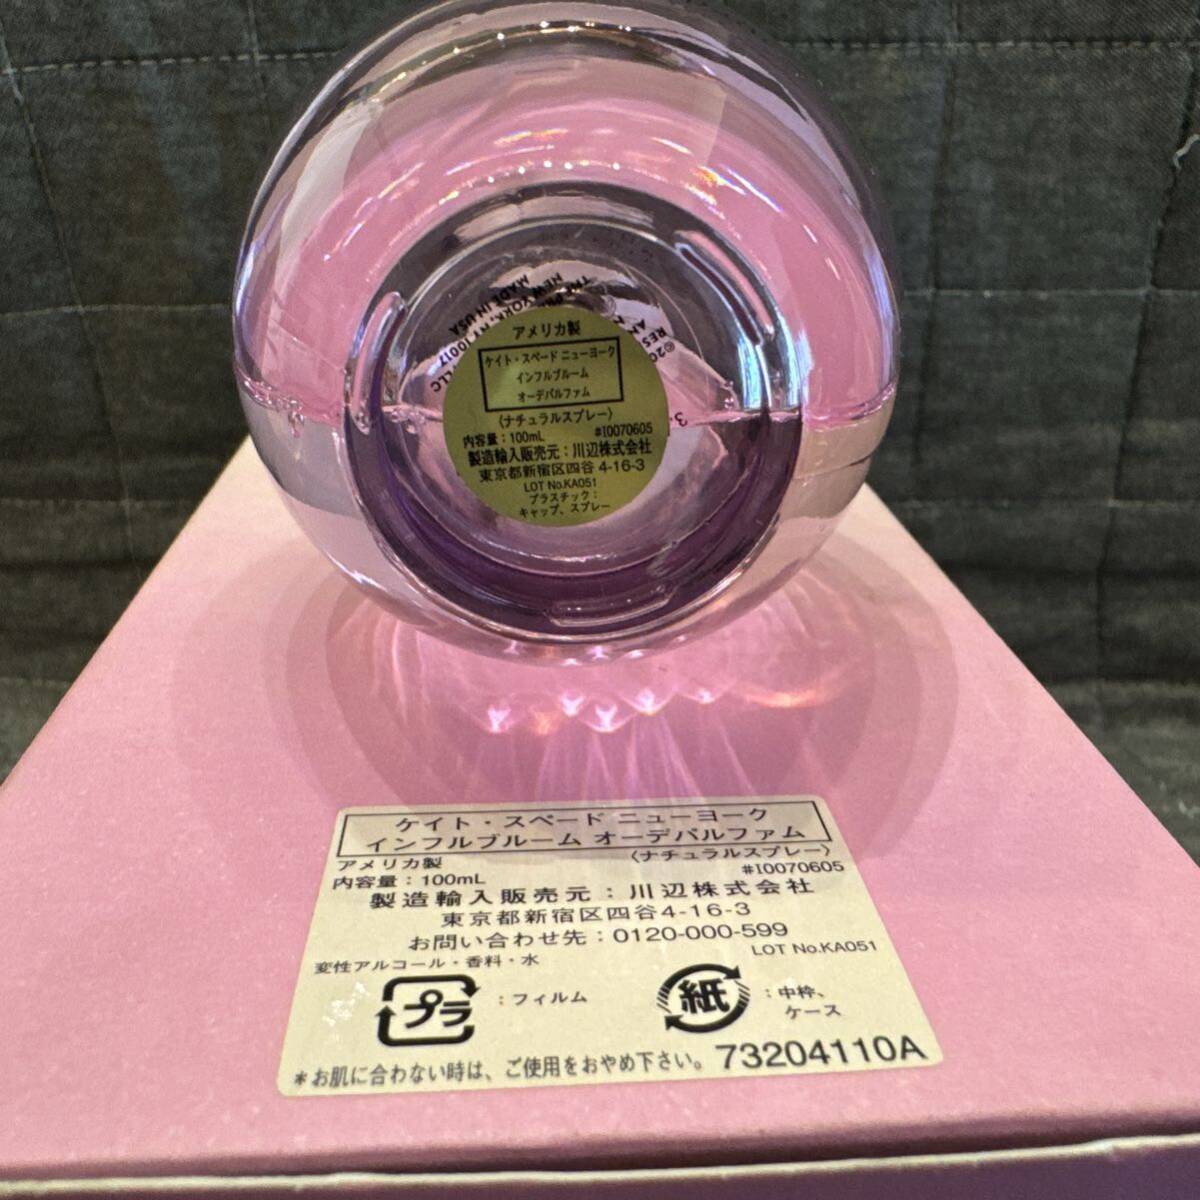 MADE IN USA
NEW YORK, NY 10017
LLC
アメリカ製
ケイト・スペード ニューヨーク
インフルブルーム
オーデパルファム
〈ナチュラルスプレー〉
内容量：100mL #I0070605
製造輸入販売元：川辺株式会社
東京都新宿区四谷 4-16-3
LOT No.KA051
プラスチック：
キャップ、スプレー
ケイト・スペード ニューヨーク
インフルブルーム オーデパルファム
アメリカ製 〈ナチュラルスプレー〉
内容量：100mL #I0070605
製造輸入販売元：川辺株式会社
東京都新宿区四谷4-16-3
お問い合わせ先：0120-000-599
LOT No.KA051
変性アルコール・香料・水
プラ ：フィルム 紙 ：中枠、
ケース
＊お肌に合わない時は、ご使用をおやめ下さい。 73204110A